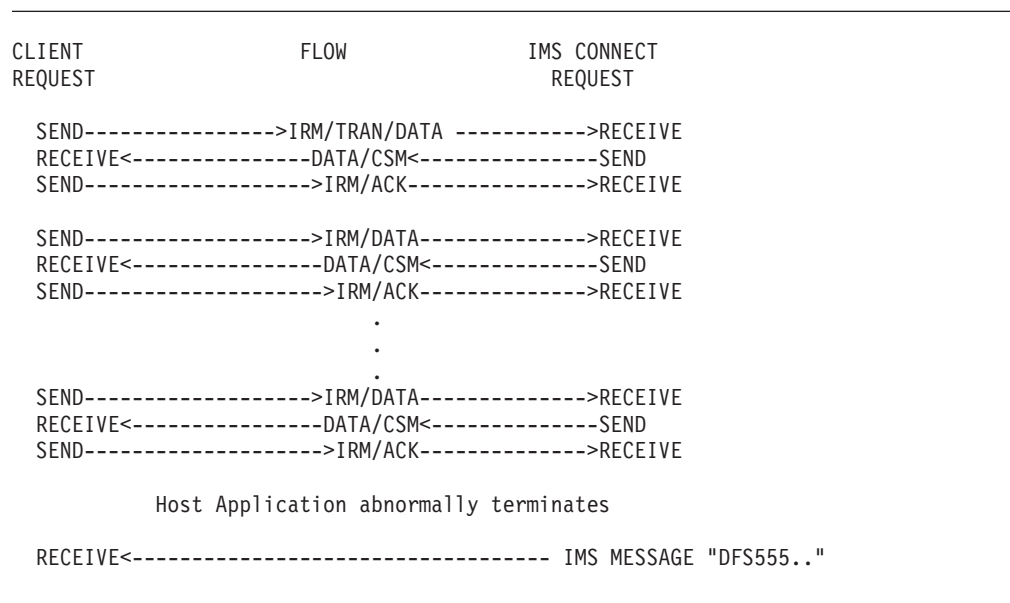 CLIENT FLOW IMS CONNECT
REQUEST REQUEST
SEND---------------->IRM/TRAN/DATA ----------->RECEIVE
RECEIVE<---------------DATA/CSM<---------------SEND
SEND------------------->IRM/ACK--------------->RECEIVE
SEND------------------->IRM/DATA-------------->RECEIVE
RECEIVE<----------------DATA/CSM<--------------SEND
SEND-------------------->IRM/ACK-------------->RECEIVE
.
.
.
SEND------------------->IRM/DATA-------------->RECEIVE
RECEIVE<----------------DATA/CSM<--------------SEND
SEND-------------------->IRM/ACK-------------->RECEIVE
Host Application abnormally terminates
RECEIVE<----------------------------------- IMS MESSAGE "DFS555.."